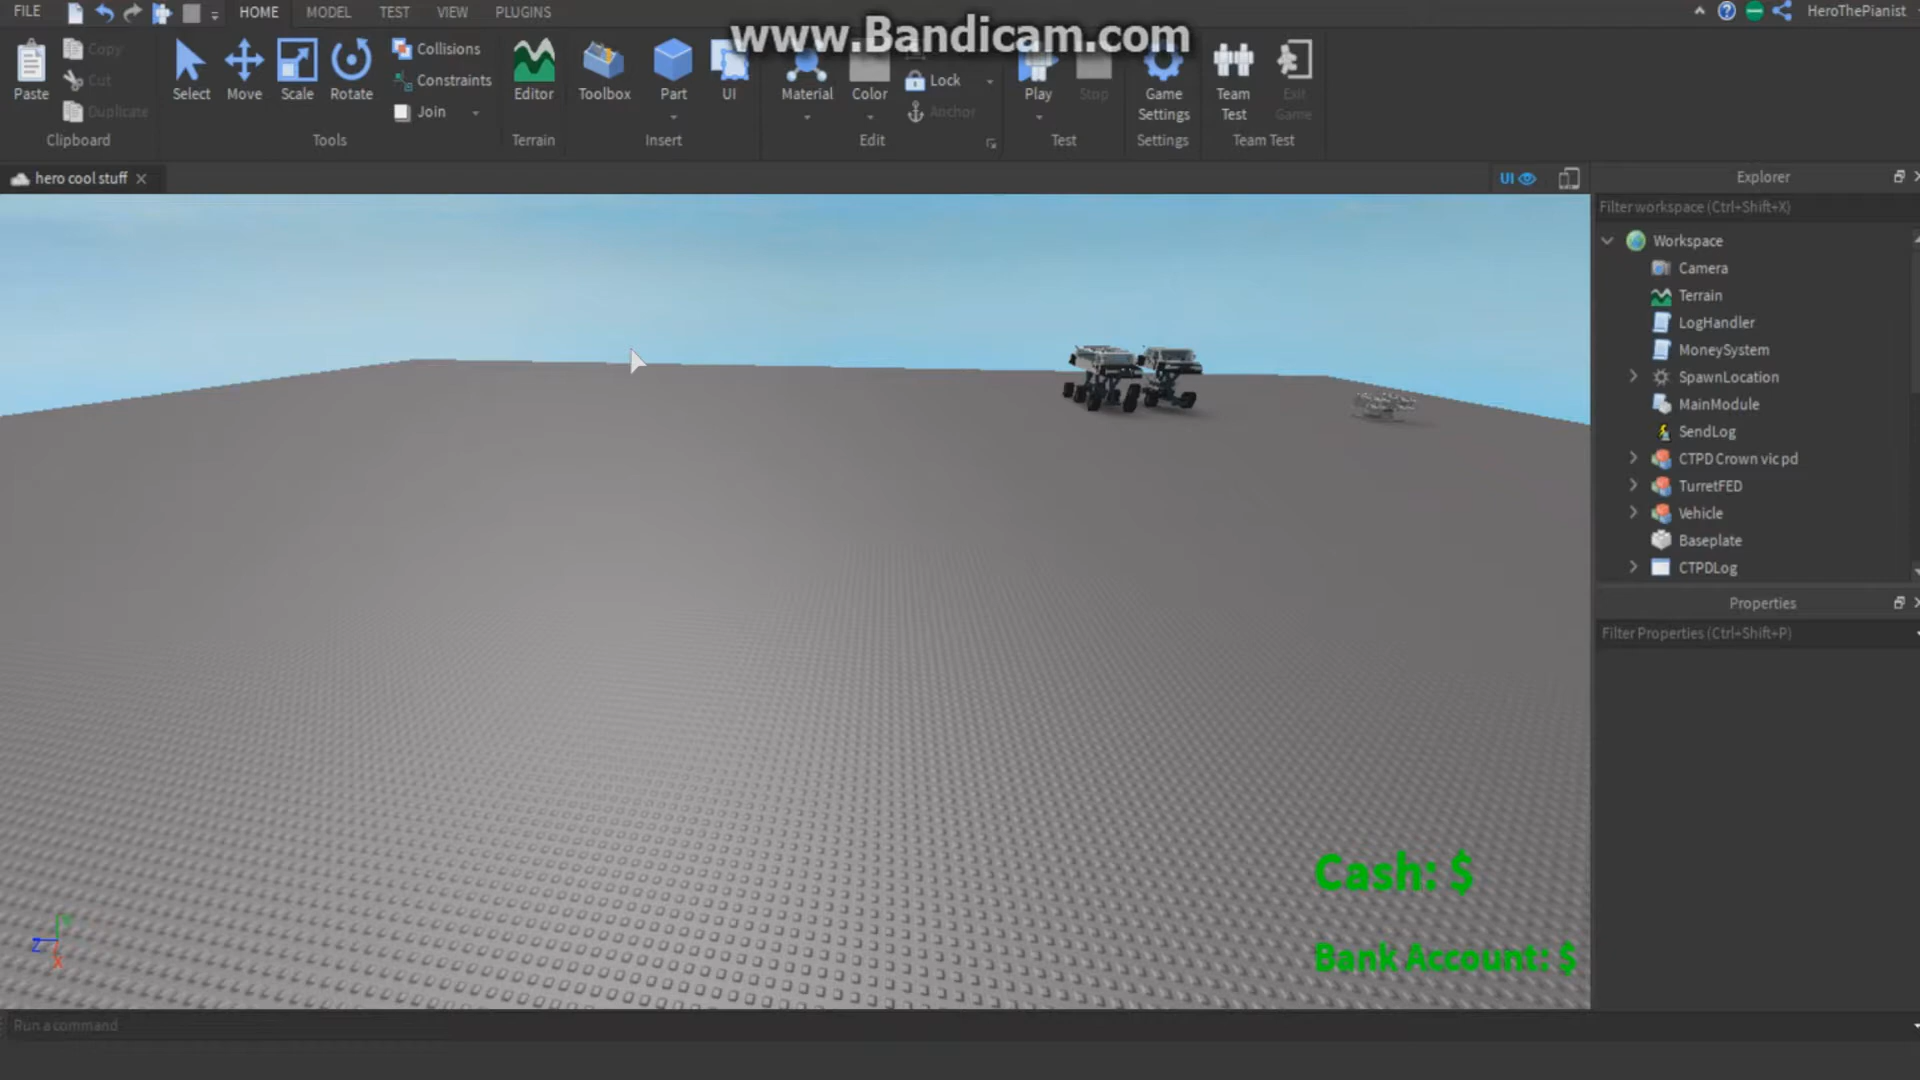 FILE HOME MODEL TEST VIEW PLUGINS HeroThePianist
www.Bandicam.com
Paste Copy Cut Duplicate
Clipboard
Select Move Scale Rotate Collisions Constraints Join
Tools
Editor
Terrain
Toolbox Part UI
Insert
Material Color Lock Anchor
Edit
Play Stop
Test
Game Settings
Settings
Team Test Exit Game
Team Test
hero cool stuff
UI
Explorer
Filter workspace (Ctrl+Shift+X)
Workspace
Camera
Terrain
LogHandler
MoneySystem
SpawnLocation
MainModule
SendLog
CTPD Crown vic pd
TurretFED
Vehicle
Baseplate
CTPDLog
Properties
Filter Properties (Ctrl+Shift+P)
Cash: $
Bank Account: $
Z
X
Run a command